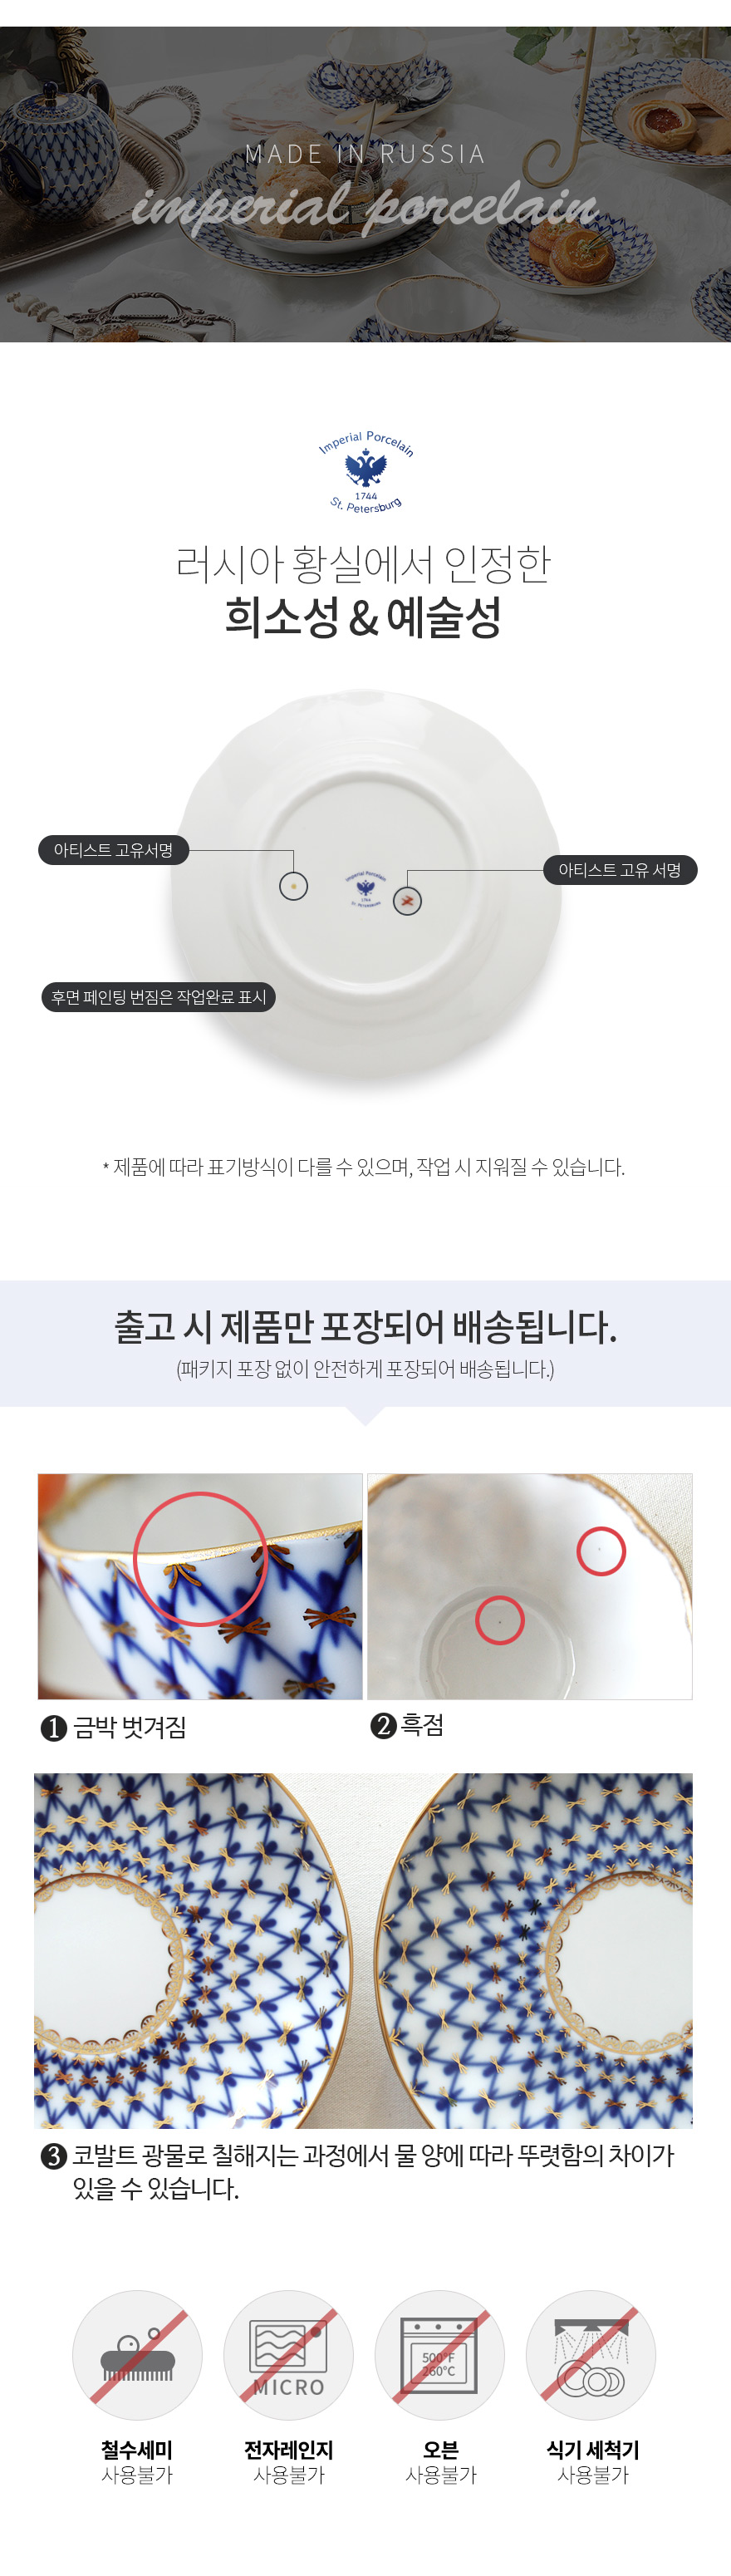 MADE IN RUSSIA
imperial porcelain
Imperial Porcelain
1744
St. Petersburg
러시아 황실에서 인정한
희소성 & 예술성
아티스트 고유서명
아티스트 고유 서명
Imperial Porcelain
1744
St. Petersburg
후면 페인팅 번짐은 작업완료 표시
* 제품에 따라 표기방식이 다를 수 있으며, 작업 시 지워질 수 있습니다.
출고 시 제품만 포장되어 배송됩니다.
(패키지 포장 없이 안전하게 포장되어 배송됩니다.)
1 금박 벗겨짐
2 흑점
3 코발트 광물로 칠해지는 과정에서 물 양에 따라 뚜렷함의 차이가
있을 수 있습니다.
500°F
260°C
MICRO
철수세미
사용불가
전자레인지
사용불가
오븐
사용불가
식기 세척기
사용불가